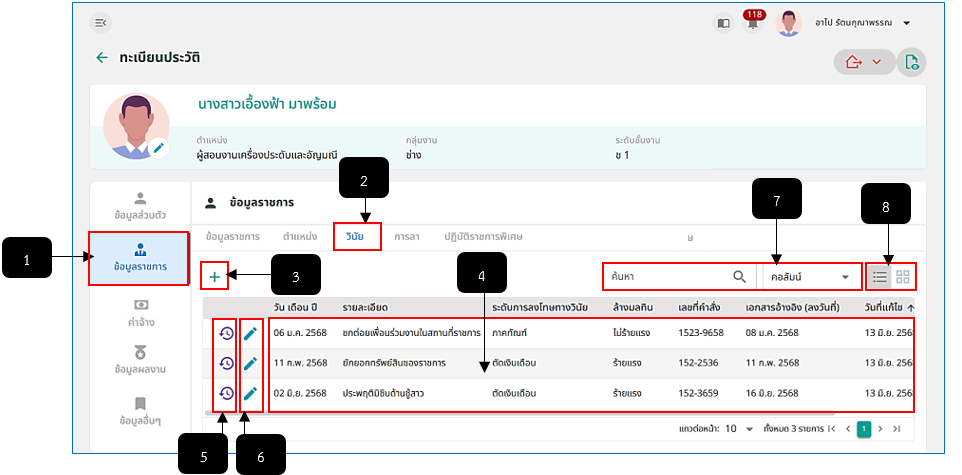 118
อาโป รัตนกุณาพรรณ
ทะเบียนประวัติ
นางสาวเอื้องฟ้า มาพร้อม
ตำแหน่ง กลุ่มงาน ระดับชั้นงาน
ผู้สอนงานเครื่องประดับและอัญมณี ช่าง ช 1
2
7
8
1
ข้อมูลส่วนตัว
ข้อมูลราชการ
ค่าจ้าง
ข้อมูลผลงาน
ข้อมูลอื่นๆ
ข้อมูลราชการ
ข้อมูลราชการ ตำแหน่ง วินัย การลา ปฏิบัติราชการพิเศษ ษ
3
4
ค้นหา คอลัมน์
วัน เดือน ปี รายละเอียด ระดับการลงโทษทางวินัย ล้างมลทิน เลขที่คำสั่ง เอกสารอ้างอิง (ลงวันที่) วันที่แก้ไข
06 ม.ค. 2568 ชกต่อยเพื่อนร่วมงานในสถานที่ราชการ ภาคทัณฑ์ ไม่ร้ายแรง 1523-9658 08 ม.ค. 2568 13 มิ.ย. 256
11 ก.พ. 2568 ยักยอกทรัพย์สินของราชการ ตัดเงินเดือน ร้ายแรง 152-2536 11 ก.พ. 2568 13 มิ.ย. 256
02 มิ.ย. 2568 ประพฤติมิชิบด้านชู้สาว ตัดเงินเดือน ร้ายแรง 152-3659 16 มิ.ย. 2568 13 มิ.ย. 256
แถวต่อหน้า: 10 ทั้งหมด 3 รายการ 1
5
6